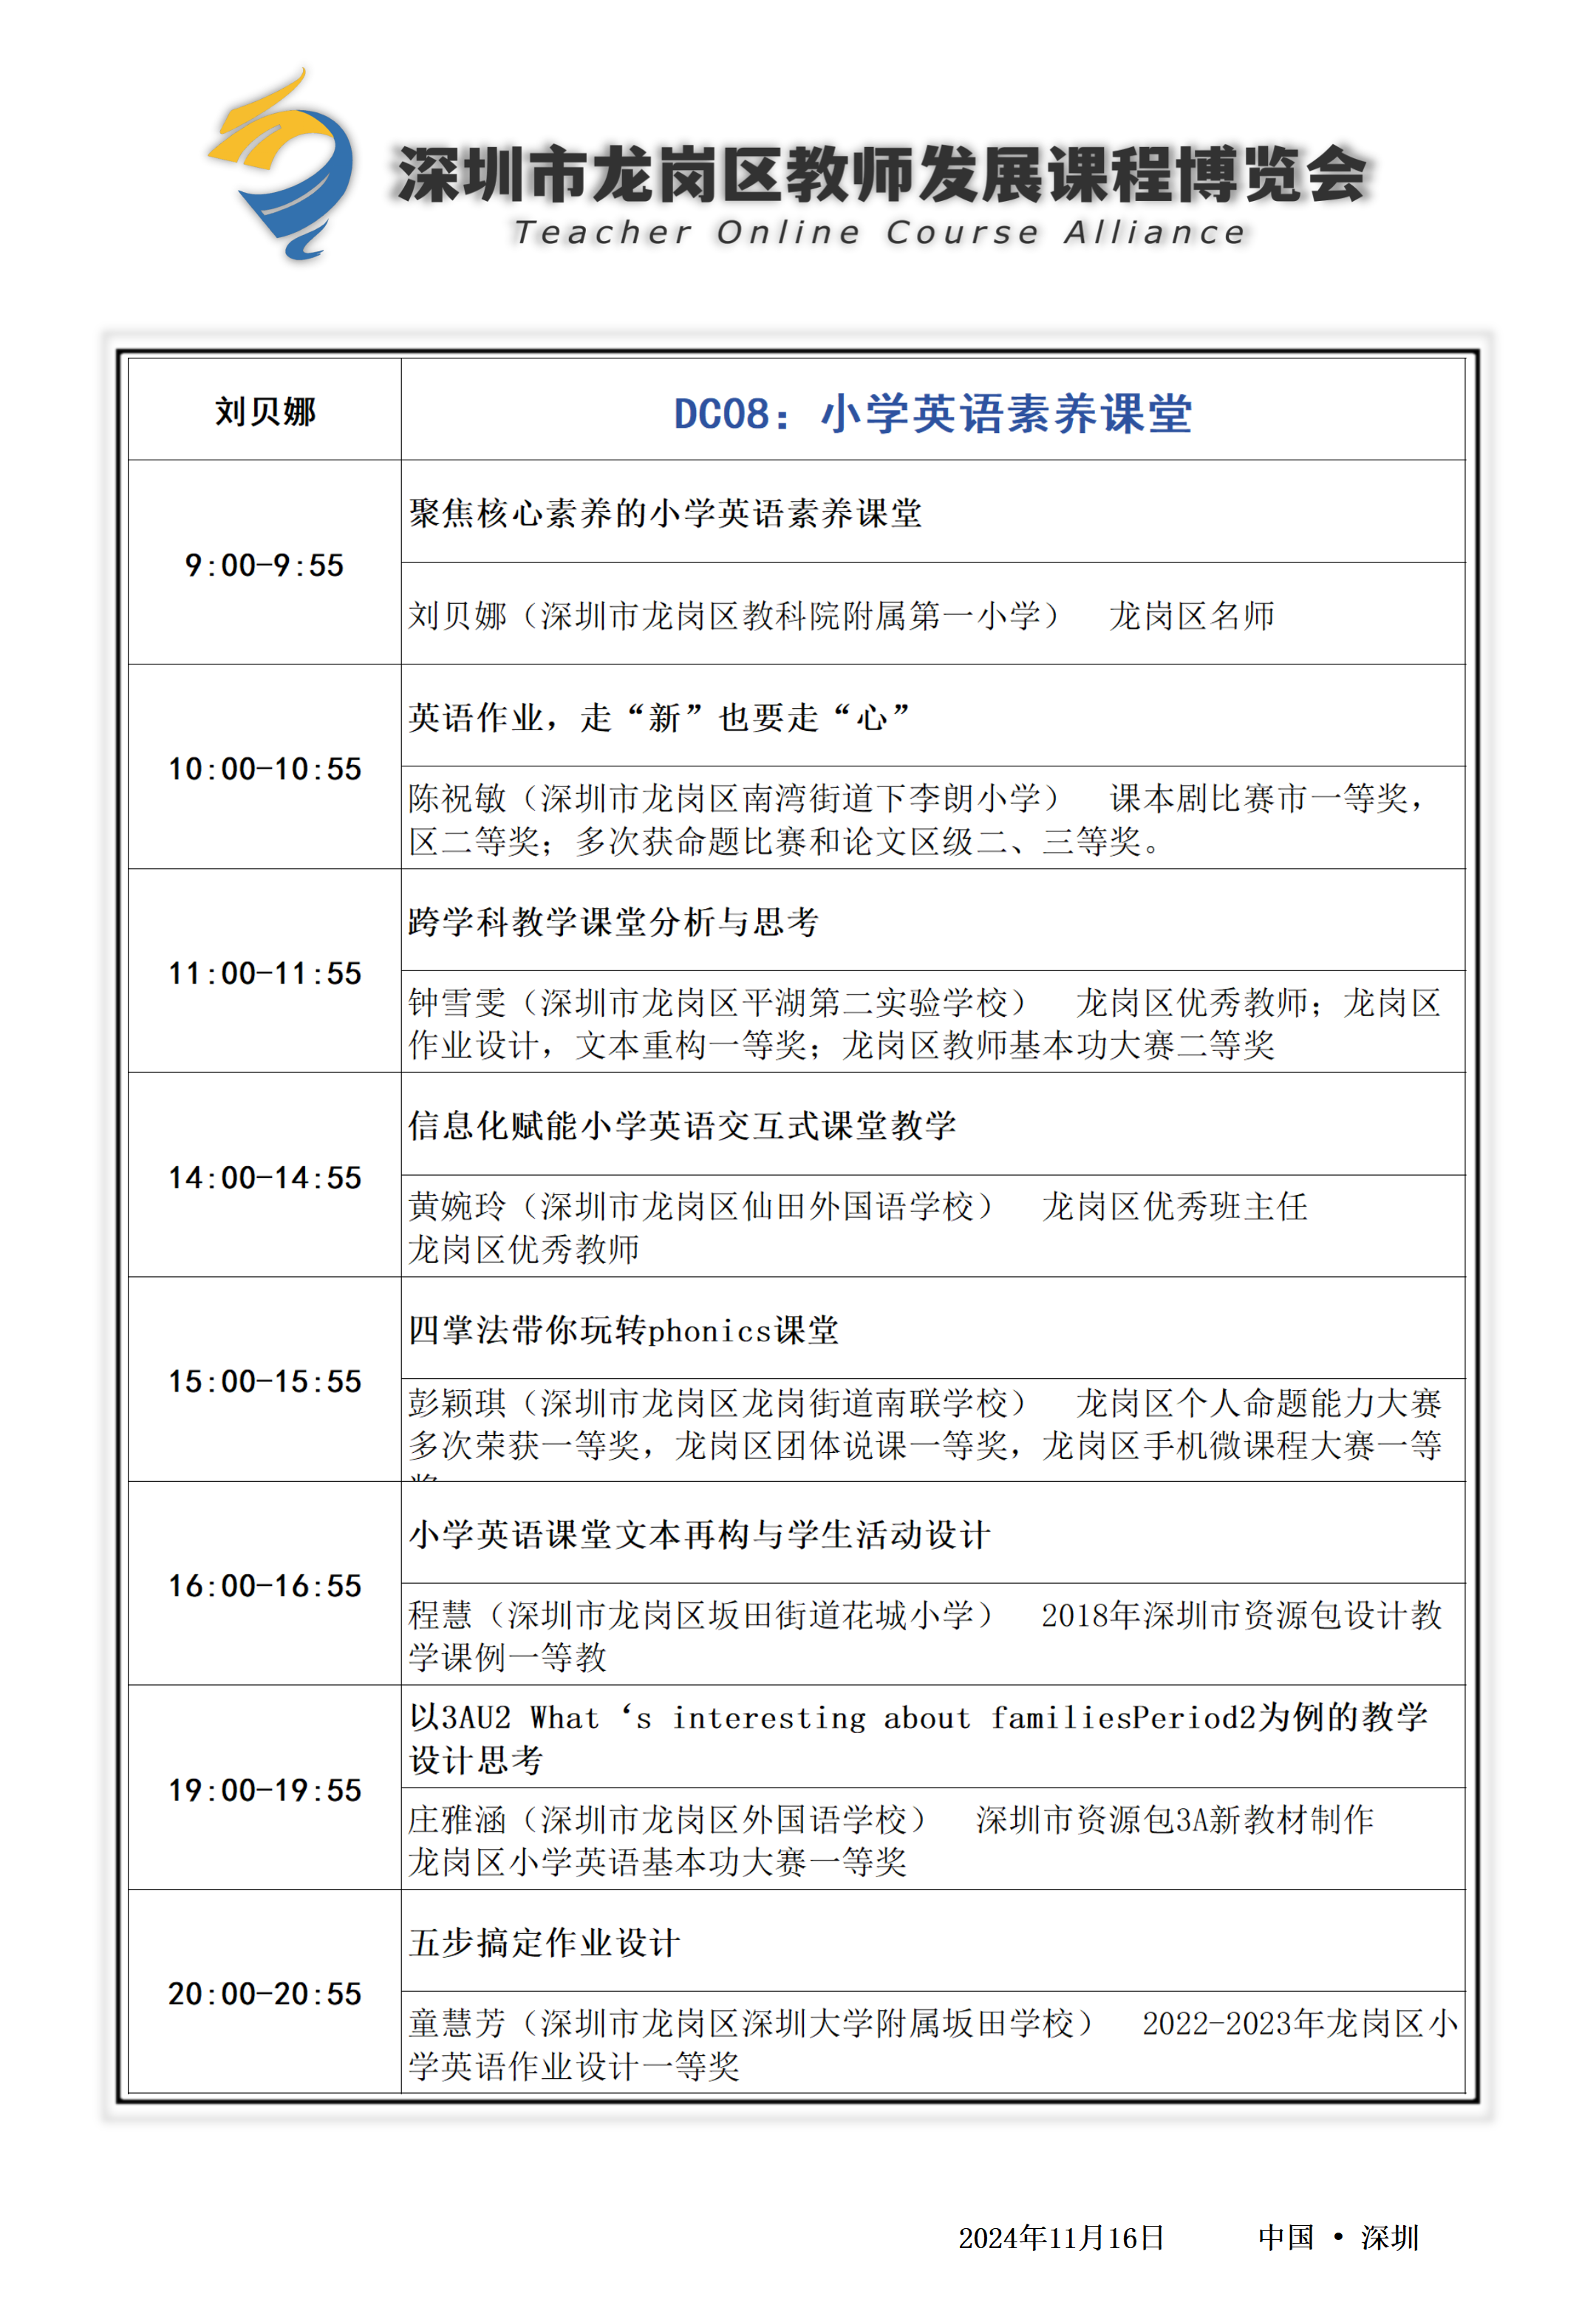 深圳市龙岗区教师发展课程博览会
Teacher Online Course Alliance
刘贝娜
DC08：小学英语素养课堂
9:00-9:55
聚焦核心素养的小学英语素养课堂
刘贝娜（深圳市龙岗区教科院附属第一小学） 龙岗区名师
10:00-10:55
英语作业，走“新”也要走“心”
陈祝敏（深圳市龙岗区南湾街道下李朗小学） 课本剧比赛市一等奖，
区二等奖；多次获命题比赛和论文区级二、三等奖。
11:00-11:55
跨学科教学课堂分析与思考
钟雪雯（深圳市龙岗区平湖第二实验学校） 龙岗区优秀教师；龙岗区
作业设计，文本重构一等奖；龙岗区教师基本功大赛二等奖
14:00-14:55
信息化赋能小学英语交互式课堂教学
黄婉玲（深圳市龙岗区仙田外国语学校） 龙岗区优秀班主任
龙岗区优秀教师
15:00-15:55
四掌法带你玩转phonics课堂
彭颖琪（深圳市龙岗区龙岗街道南联学校） 龙岗区个人命题能力大赛
多次荣获一等奖，龙岗区团体说课一等奖，龙岗区手机微课程大赛一等
16:00-16:55
小学英语课堂文本再构与学生活动设计
程慧（深圳市龙岗区坂田街道花城小学） 2018年深圳市资源包设计教
学课例一等教
19:00-19:55
以3AU2 What‘s interesting about familiesPeriod2为例的教学
设计思考
庄雅涵（深圳市龙岗区外国语学校） 深圳市资源包3A新教材制作
龙岗区小学英语基本功大赛一等奖
20:00-20:55
五步搞定作业设计
童慧芳（深圳市龙岗区深圳大学附属坂田学校） 2022-2023年龙岗区小
学英语作业设计一等奖
2024年11月16日 中国 • 深圳